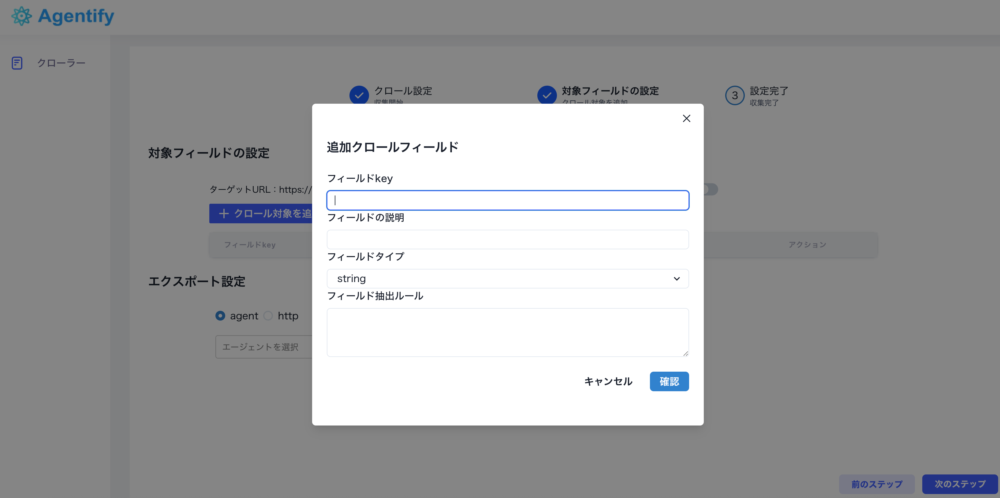 Agentify
クローラー
クロール設定
収集開始
対象フィールドの設定
クロール対象を追加
3
設定完了
収集完了
対象フィールドの設定
ターゲットURL：https://
クロール対象を追
フィールドkey
アクション
エクスポート設定
agent
http
エージェントを選択
追加クロールフィールド
フィールドkey
フィールドの説明
フィールドタイプ
string
フィールド抽出ルール
キャンセル
確認
前のステップ
次のステップ